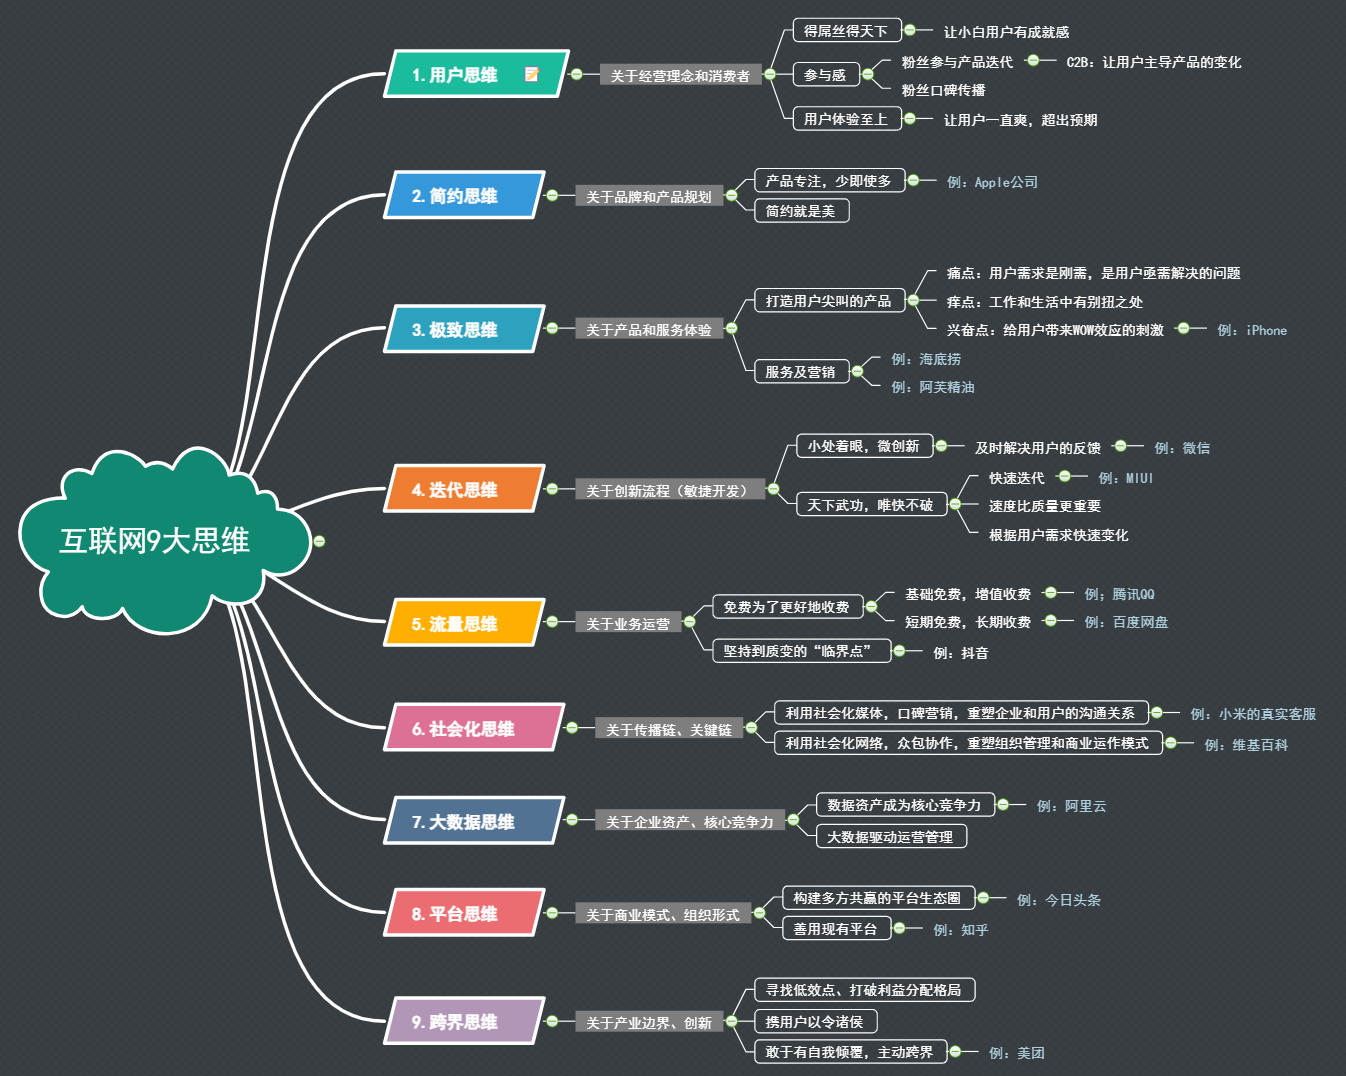 互联网9大思维
1. 用户思维
关于经营理念和消费者
得屌丝得天下
让小白用户有成就感
参与感
粉丝参与产品迭代
C2B：让用户主导产品的变化
粉丝口碑传播
用户体验至上
让用户一直爽，超出预期
2. 简约思维
关于品牌和产品规划
产品专注，少即使多
例：Apple公司
简约就是美
3. 极致思维
关于产品和服务体验
打造用户尖叫的产品
痛点：用户需求是刚需，是用户亟需解决的问题
痒点：工作和生活中有别扭之处
兴奋点：给用户带来WOW效应的刺激
例：iPhone
服务及营销
例：海底捞
例：阿芙精油
4. 迭代思维
关于创新流程（敏捷开发）
小处着眼，微创新
及时解决用户的反馈
例：微信
天下武功，唯快不破
快速迭代
例：MIUI
速度比质量更重要
根据用户需求快速变化
5. 流量思维
关于业务运营
免费为了更好地收费
基础免费，增值收费
例；腾讯QQ
短期免费，长期收费
例：百度网盘
坚持到质变的“临界点”
例：抖音
6. 社会化思维
关于传播链、关键链
利用社会化媒体，口碑营销，重塑企业和用户的沟通关系
例：小米的真实客服
利用社会化网络，众包协作，重塑组织管理和商业运作模式
例：维基百科
7. 大数据思维
关于企业资产、核心竞争力
数据资产成为核心竞争力
例：阿里云
大数据驱动运营管理
8. 平台思维
关于商业模式、组织形式
构建多方共赢的平台生态圈
例：今日头条
善用现有平台
例：知乎
9. 跨界思维
关于产业边界、创新
寻找低效点、打破利益分配格局
携用户以令诸侯
敢于有自我倾覆，主动跨界
例：美团